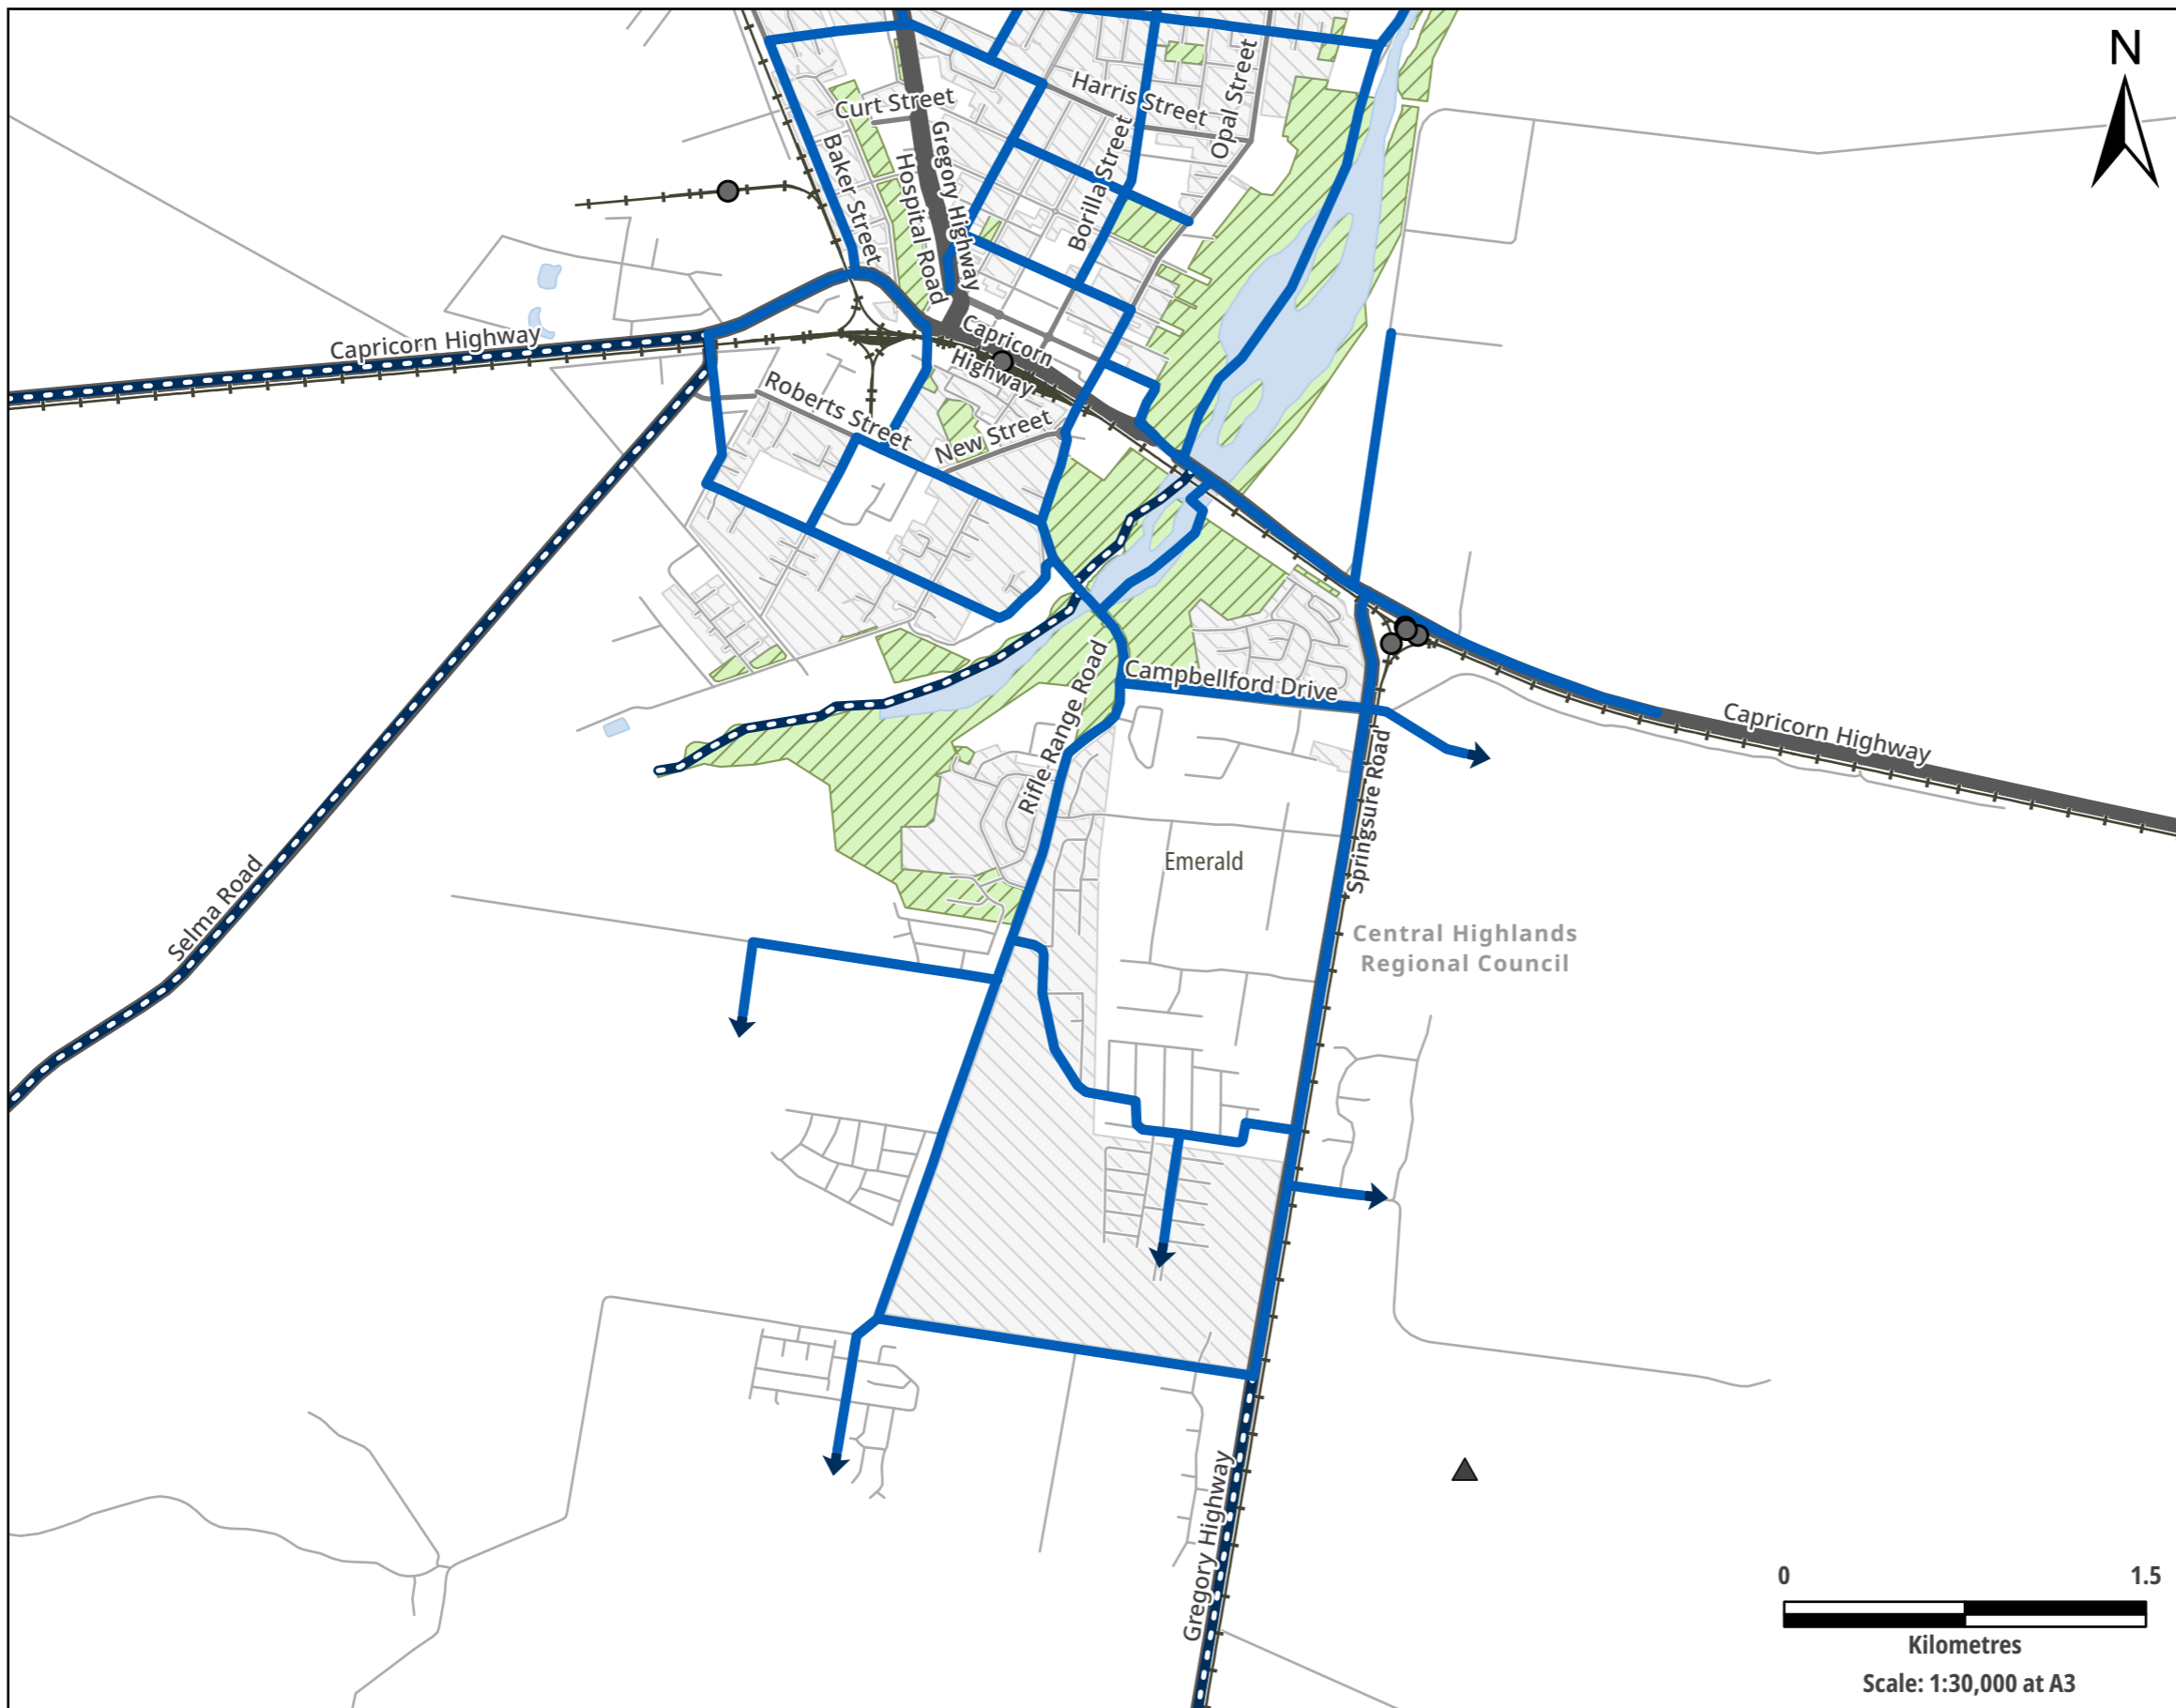 N
Harris Street
Opal Street
Curt Street
Gregory Highway
Borilla Street
Baker Street
Hospital Road
Capricorn Highway
Capricorn
Highway
Roberts Street
New Street
Rifle Range Road
Campbellford Drive
Capricorn Highway
Springsure Road
Emerald
Selma Road
Central Highlands
Regional Council
Gregory Highway
0 1.5
Kilometres
Scale: 1:30,000 at A3